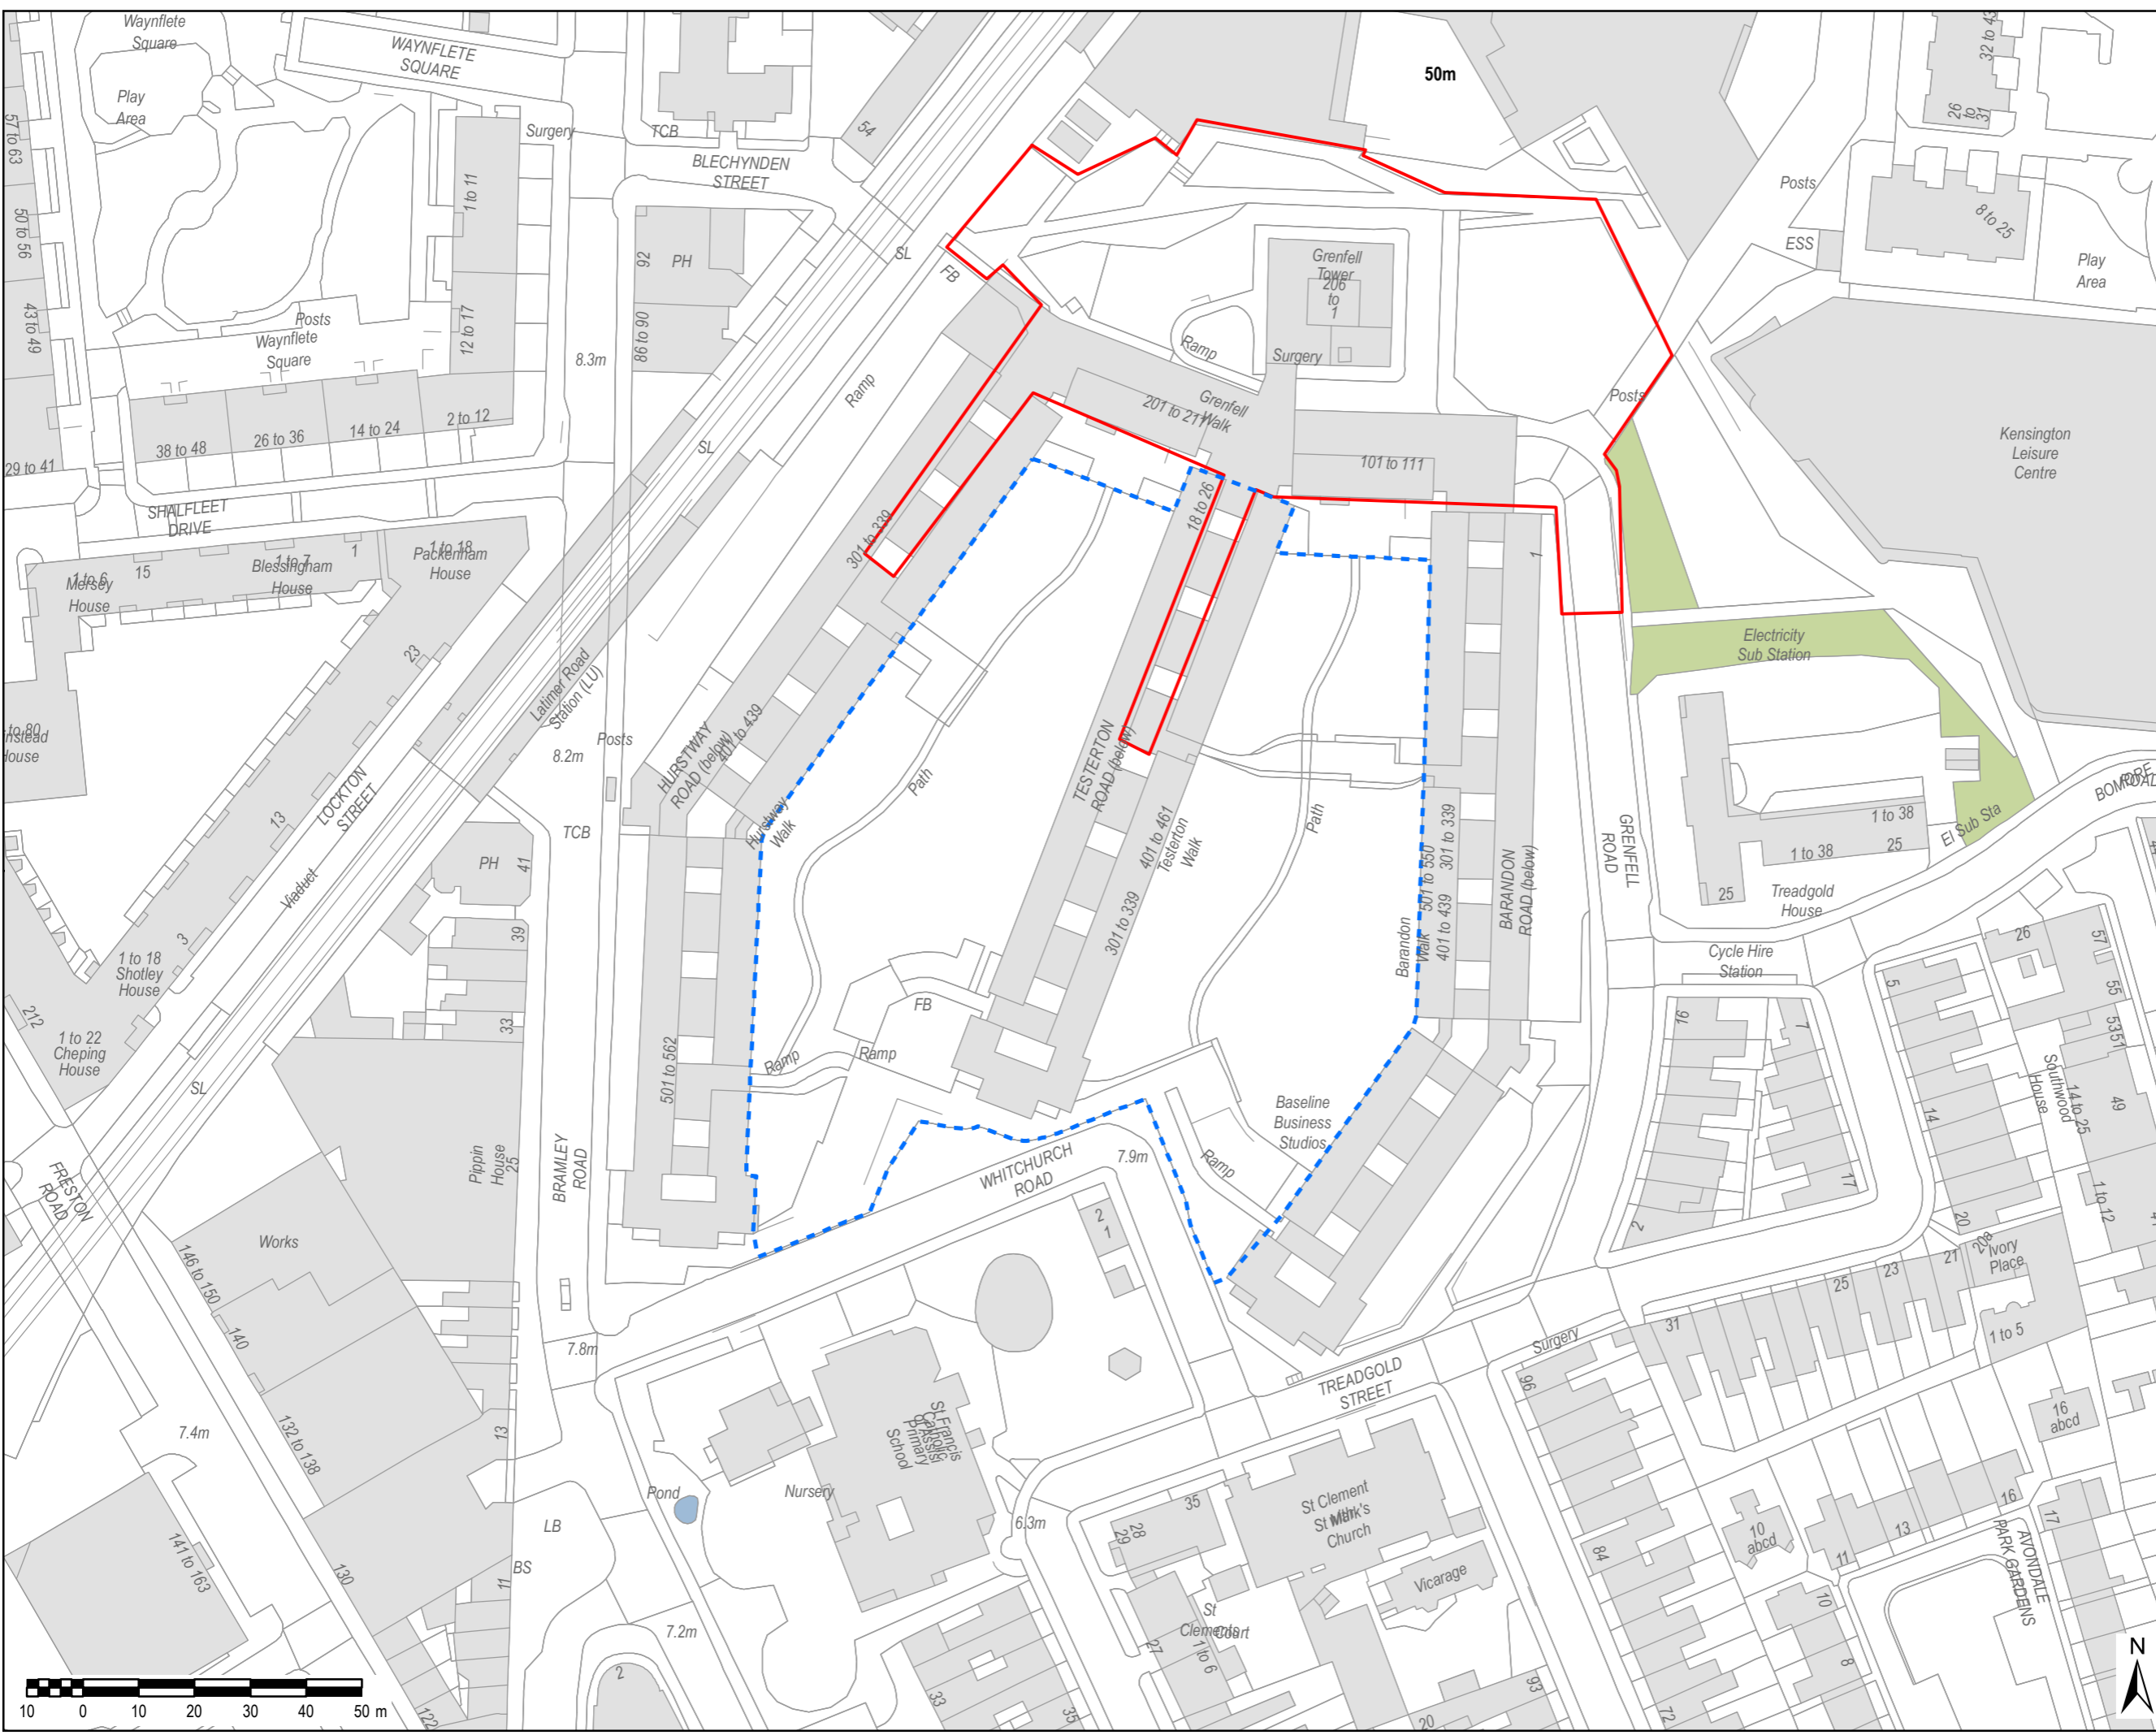 Waynflete
Square
WAYNFLETE
SQUARE
Play
Area
57 to 63
50 to 56
43 to 49
29 to 41
Surgery
TCB
54
BLECHYNDEN
STREET
1 to 11
12 to 17
92
PH
86 to 90
8.3m
Posts
Waynflete
Square
38 to 48
26 to 36
14 to 24
2 to 12
SHALFLEET
DRIVE
50m
SL
FB
Ramp
SL
Grenfell
Tower
206
to
1
Ramp
Surgery
Grenfell
Walk
201 to 211
101 to 111
18 to 26
301 to 339
Posts
ESS
Posts
26
to
31
8 to 25
Play
Area
Kensington
Leisure
Centre
1 to 6
Mersey
House
15
1 to 7
Blessingham
House
1
1 to 18
Packenham
House
23
Latimer Road
Station (LU)
8.2m
Posts
HURSTWAY
ROAD (below)
401 to 439
Hurstway
Walk
Path
TESTERTON
ROAD (below)
401 to 461
Testerton
Walk
301 to 339
Path
1
Electricity
Sub Station
to 80
House
LOCKTON
STREET
13
Viaduct
3
1 to 18
Shotley
House
212
1 to 22
Cheping
House
SL
TCB
PH
41
39
33
501 to 562
Ramp
Ramp
FB
Barandon
Walk
501 to 550
401 to 439
301 to 339
BARANDON
ROAD (below)
GRENFELL
ROAD
1 to 38
25
1 to 38
25
Treadgold
House
El Sub Sta
Cycle Hire
Station
26
57
55
53
51
5
16
7
14
Southwood
House
14 to 25
49
1 to 12
17
2
20
20a
21
Ivory
Place
23
25
31
1 to 5
Baseline
Business
Studios
Ramp
WHITCHURCH
ROAD
7.9m
2
1
BRAMLEY
ROAD
Pippin
House
25
FRESTON
ROAD
Works
146 to 150
140
132 to 138
7.4m
141 to 163
130
122
13
11
7.8m
LB
BS
7.2m
2
Pond
Nursery
St Francis
of Assisi
Catholic
Primary
School
6.3m
TREADGOLD
STREET
Surgery
96
84
72
35
28
29
St Clement
with
St Mark's
Church
Vicarage
St
Clements
Court
27
1 to 6
33
35
20
93
16
abcd
10
abcd
16
13
11
17
10
8
AVONDALE
PARK GARDENS
10 0 10 20 30 40 50 m
N